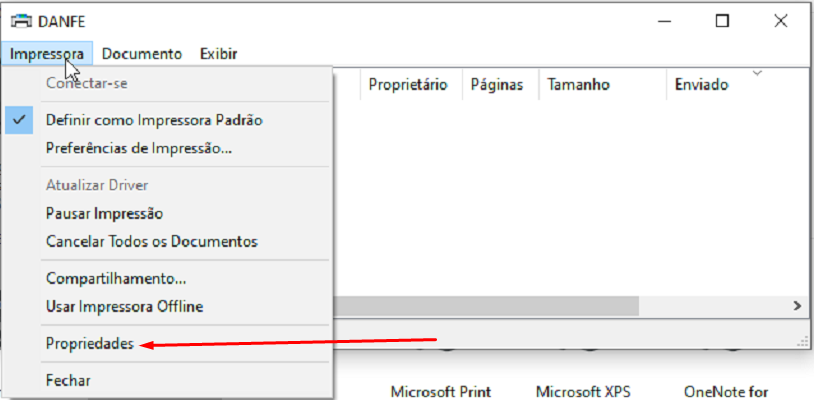 DANFE
Impressora Documento Exibir
Conectar-se
Proprietário Páginas Tamanho Enviado
Definir como Impressora Padrão
Preferências de Impressão...
Atualizar Driver
Pausar Impressão
Cancelar Todos os Documentos
Compartilhamento...
Usar Impressora Offline
Propriedades
Fechar
Microsoft Print Microsoft XPS OneNote for